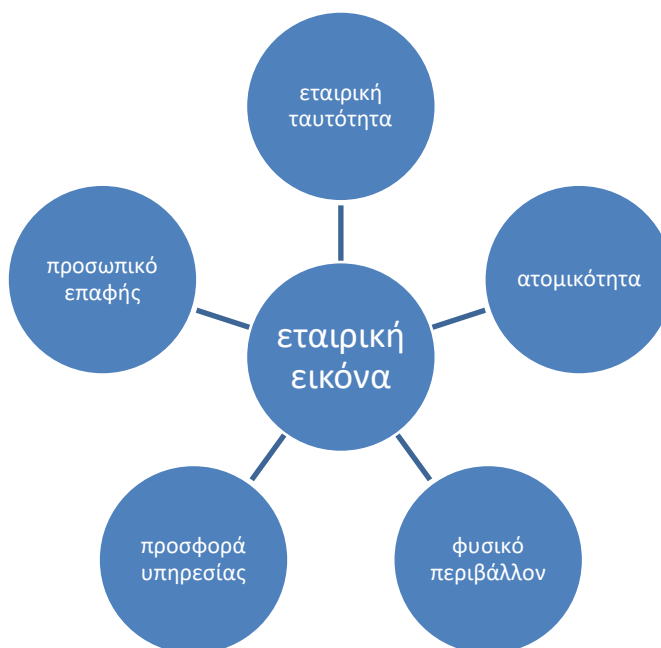 εταιρική
ταυτότητα
προσωπικό
επαφής
ατομικότητα
εταιρική
εικόνα
προσφορά
υπηρεσίας
φυσικό
περιβάλλον